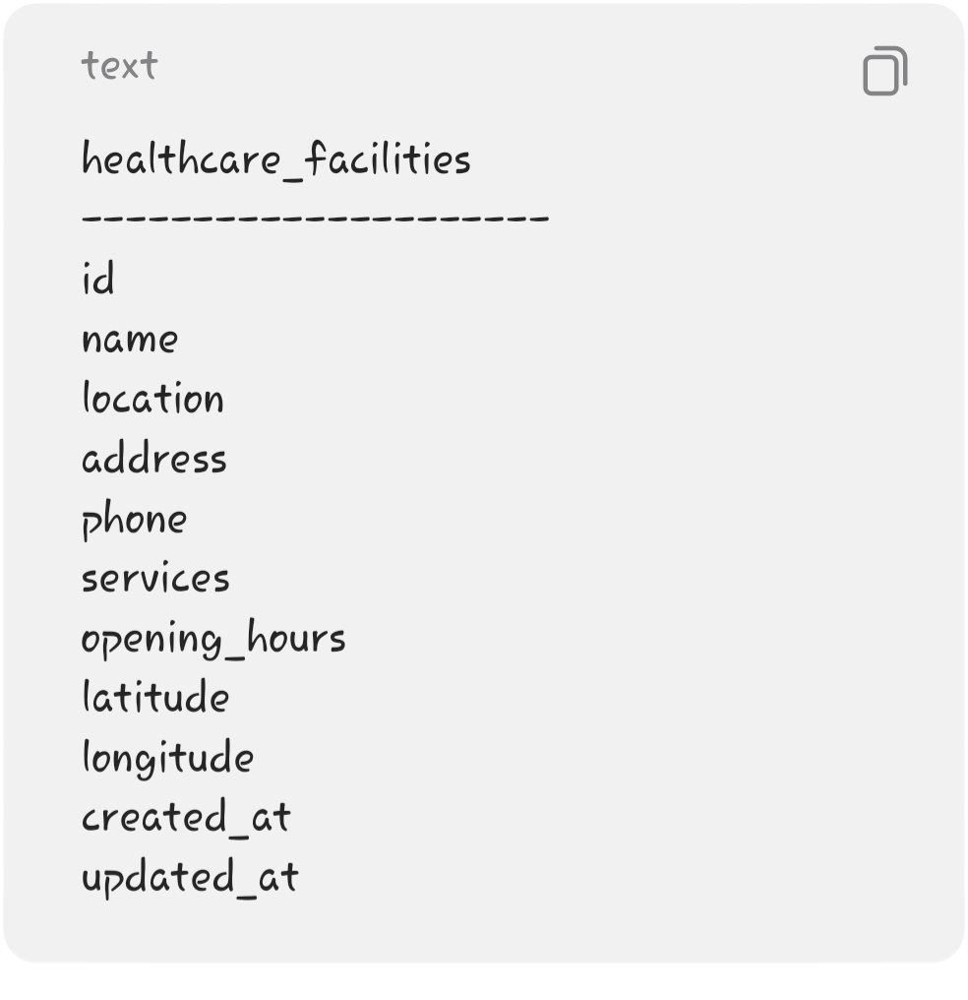 text
healthcare_facilities
---------------------
id
name
location
address
phone
services
opening_hours
latitude
longitude
created_at
updated_at